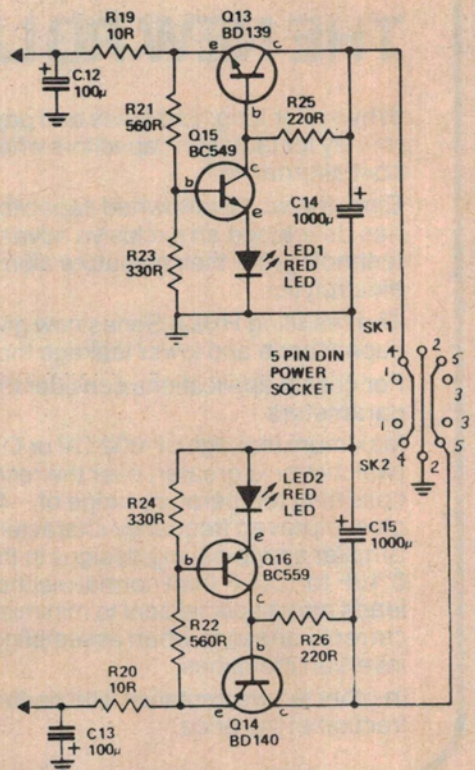 R19
10R
Q13
BD139
e
c
b
+
C12
100µ
R21
560R
Q15
BC549
R25
220R
c
b
e
+
C14
1000µ
R23
330R
LED1
RED
LED
SK1
5 PIN DIN
POWER
SOCKET
4
2
5
1
3
1
3
4
2
5
SK2
R24
330R
LED2
RED
LED
+
C15
1000µ
e
b
Q16
BC559
c
R22
560R
R26
220R
b
R20
10R
e
c
Q14
BD140
C13
100µ
+